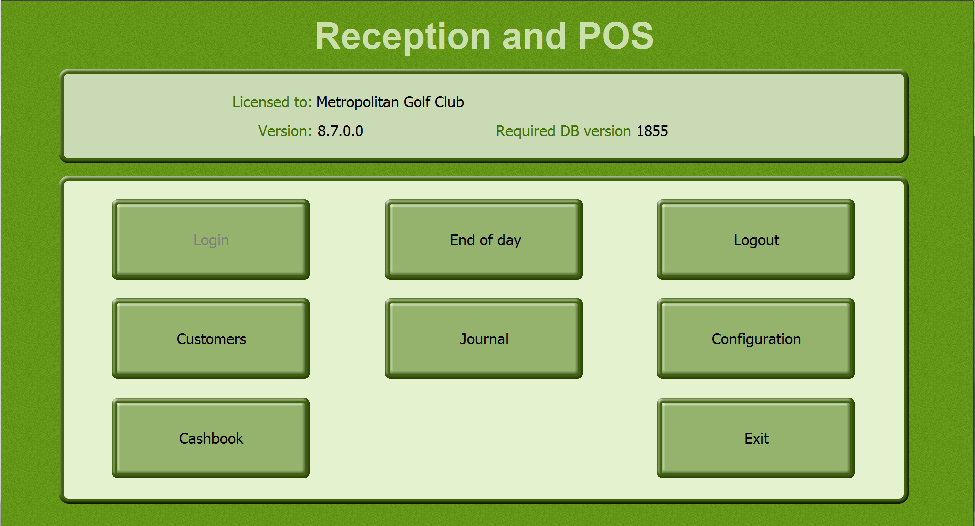 Reception and POS
Licensed to: Metropolitan Golf Club
Version: 8.7.0.0 Required DB version 1855
Login End of day Logout
Customers Journal Configuration
Cashbook Exit